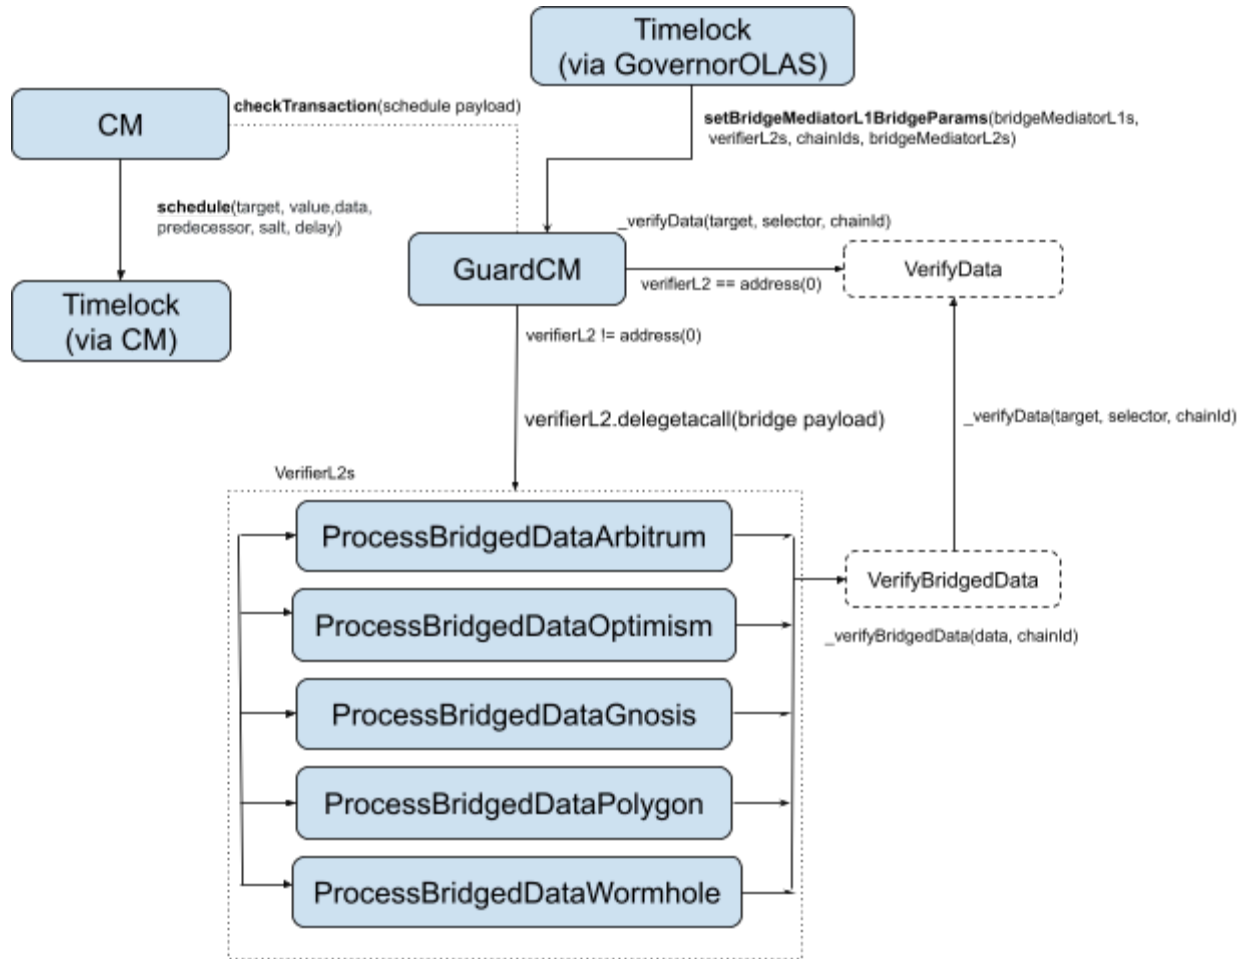 Timelock
(via GovernorOLAS)
CM
checkTransaction(schedule payload)
setBridgeMediatorL1BridgeParams(bridgeMediatorL1s,
verifierL2s, chainIds, bridgeMediatorL2s)
schedule(target, value,data,
predecessor, salt, delay)
_verifyData(target, selector, chainId)
GuardCM
VerifyData
verifierL2 == address(0)
Timelock
(via CM)
verifierL2 != address(0)
verifierL2.delegetacall(bridge payload)
_verifyData(target, selector, chainId)
VerifierL2s
ProcessBridgedDataArbitrum
VerifyBridgedData
ProcessBridgedDataOptimism
_verifyBridgedData(data, chainId)
ProcessBridgedDataGnosis
ProcessBridgedDataPolygon
ProcessBridgedDataWormhole